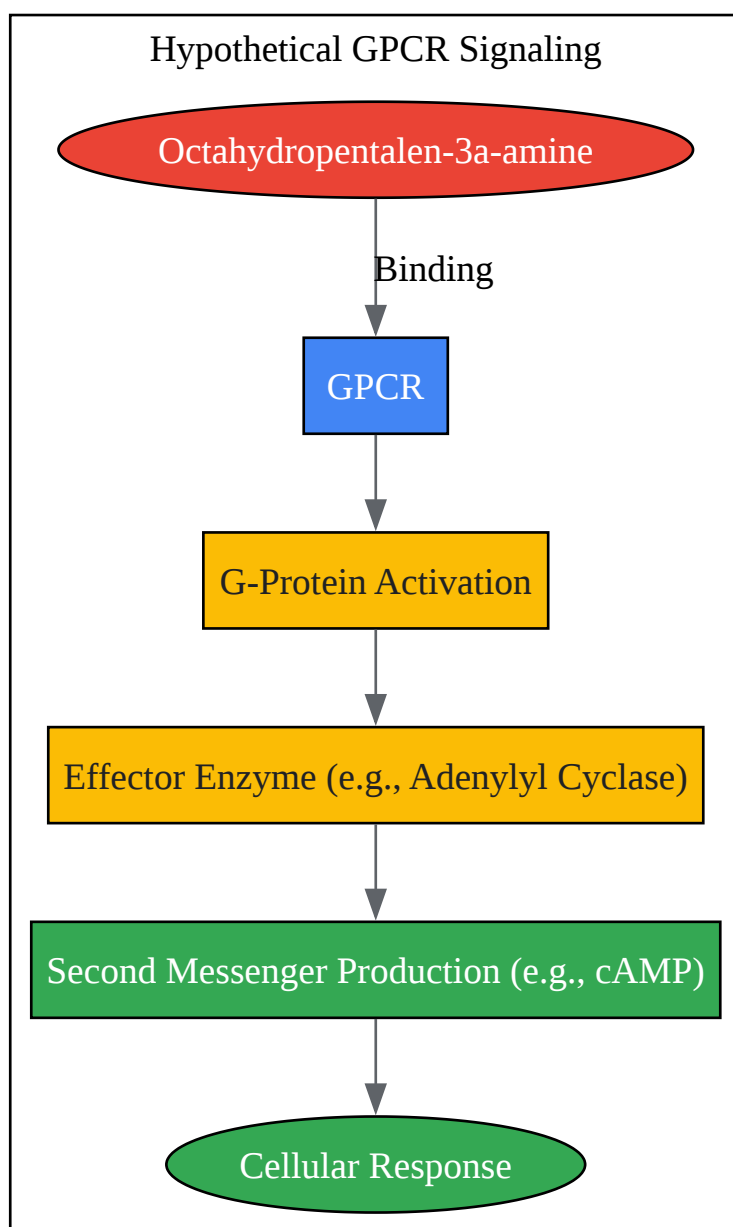 Hypothetical GPCR Signaling
Octahydropentalen-3a-amine
Binding
GPCR
G-Protein Activation
Effector Enzyme (e.g., Adenylyl Cyclase)
Second Messenger Production (e.g., cAMP)
Cellular Response